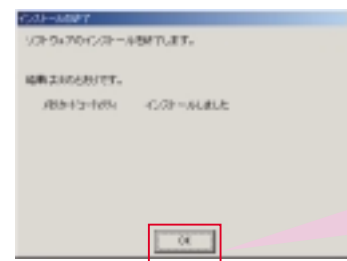 インストールの終了
ソフトウェアのインストールを終了します。
結果は次のとおりです。
インストールしました
OK